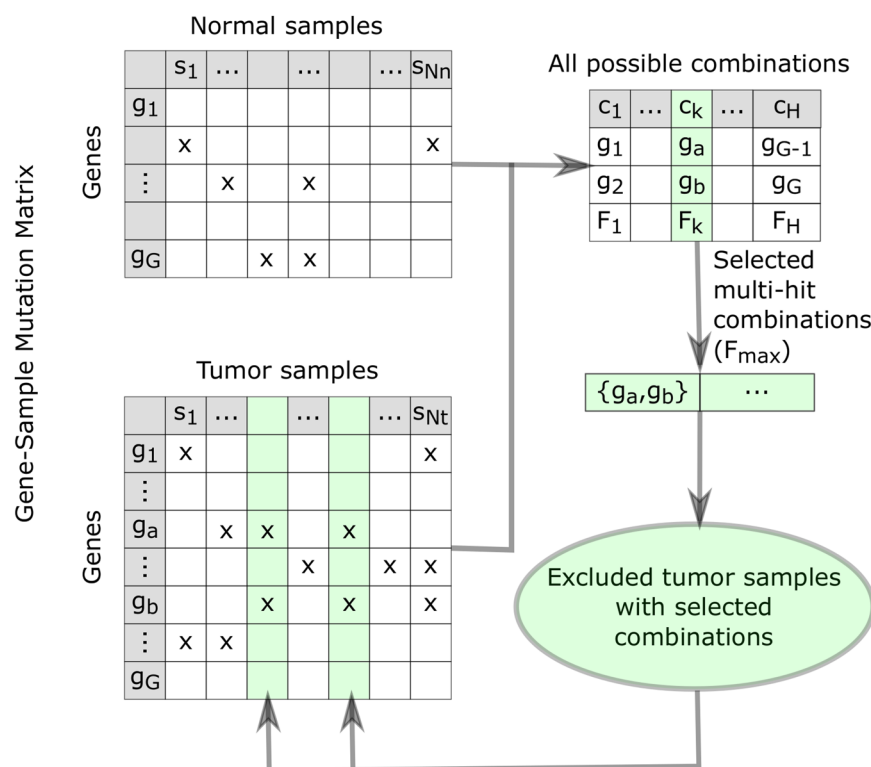 Gene-Sample Mutation Matrix
Normal samples
Genes
s1 ... ... ... sNn
g1
x x
⋮ x x
gG x x
Tumor samples
Genes
s1 ... ... ... sNt
g1 x x
⋮
ga x x x
⋮ x x x
gb x x x
⋮ x x
gG
All possible combinations
c1 ... ck ... cH
g1 ga gG-1
g2 gb gG
F1 Fk FH
Selected
multi-hit
combinations
(Fmax)
{ga,gb} ...
Excluded tumor samples
with selected
combinations